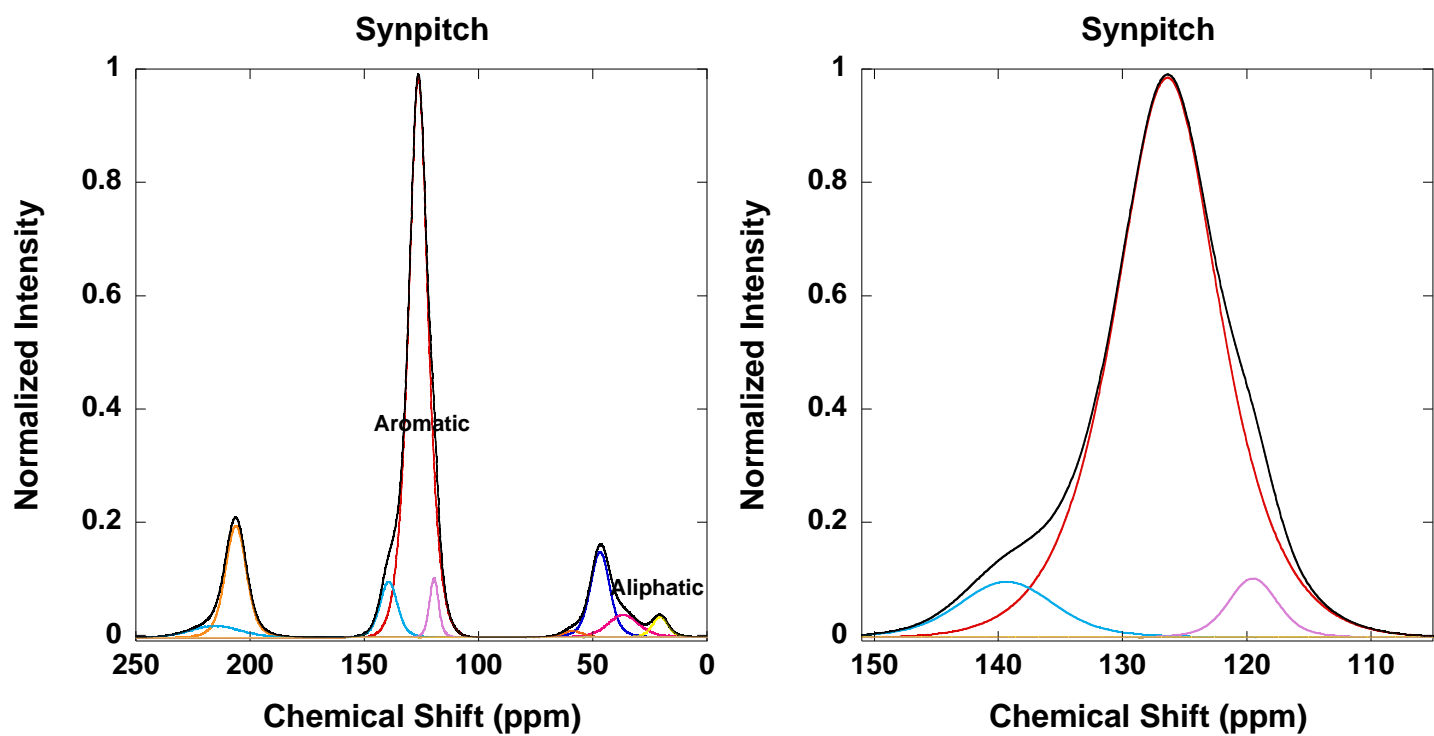 Synpitch
Normalized Intensity
1
0.8
0.6
0.4
0.2
0
Aromatic
Aliphatic
250 200 150 100 50 0
Chemical Shift (ppm)
Synpitch
Normalized Intensity
1
0.8
0.6
0.4
0.2
0
150 140 130 120 110
Chemical Shift (ppm)